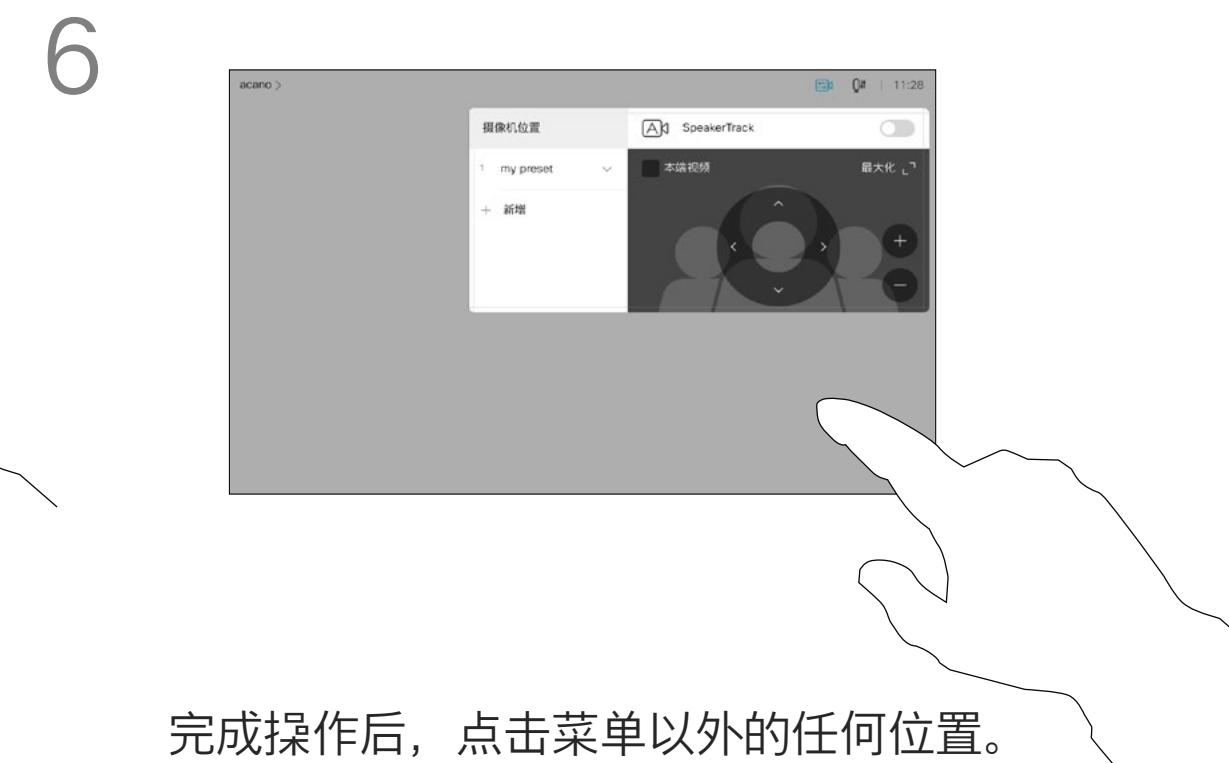 6
acano >
11:28
摄像机位置
SpeakerTrack
1 my preset
本端视频
最大化
+ 新增
完成操作后，点击菜单以外的任何位置。